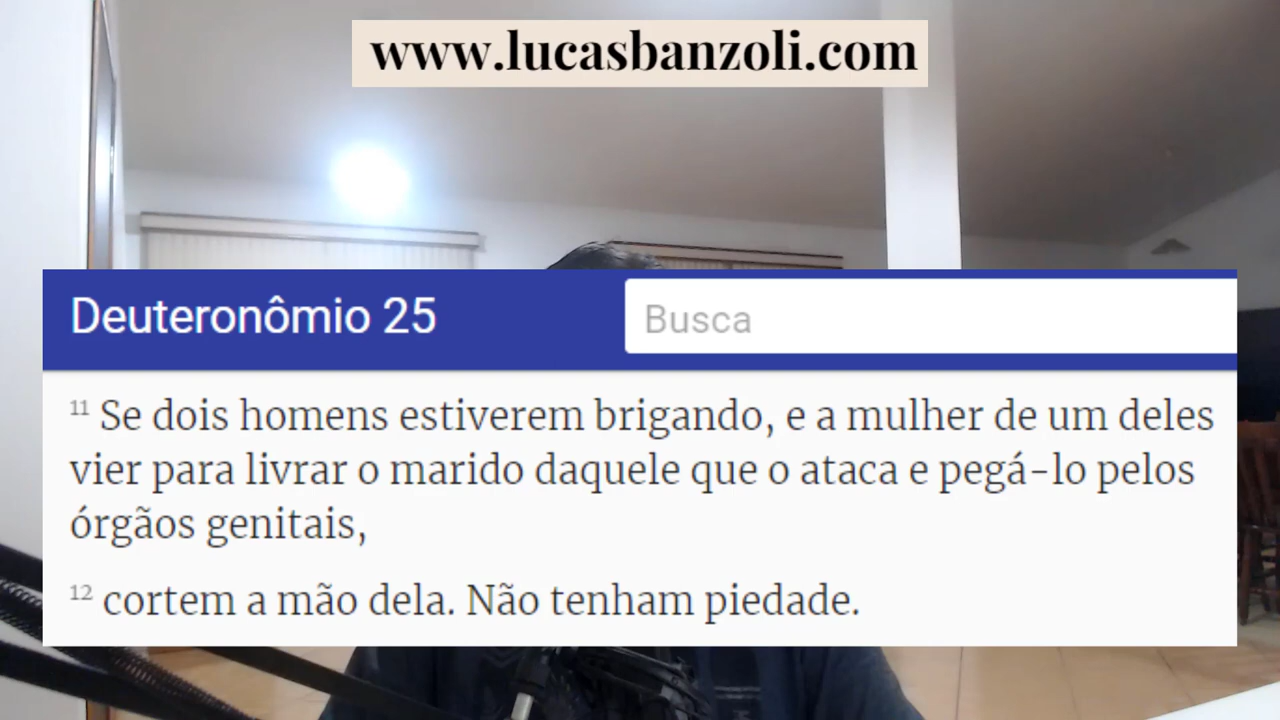 www.lucasbanzoli.com
Deuteronômio 25
Busca
11 Se dois homens estiverem brigando, e a mulher de um deles
vier para livrar o marido daquele que o ataca e pegá-lo pelos
órgãos genitais,
12 cortem a mão dela. Não tenham piedade.